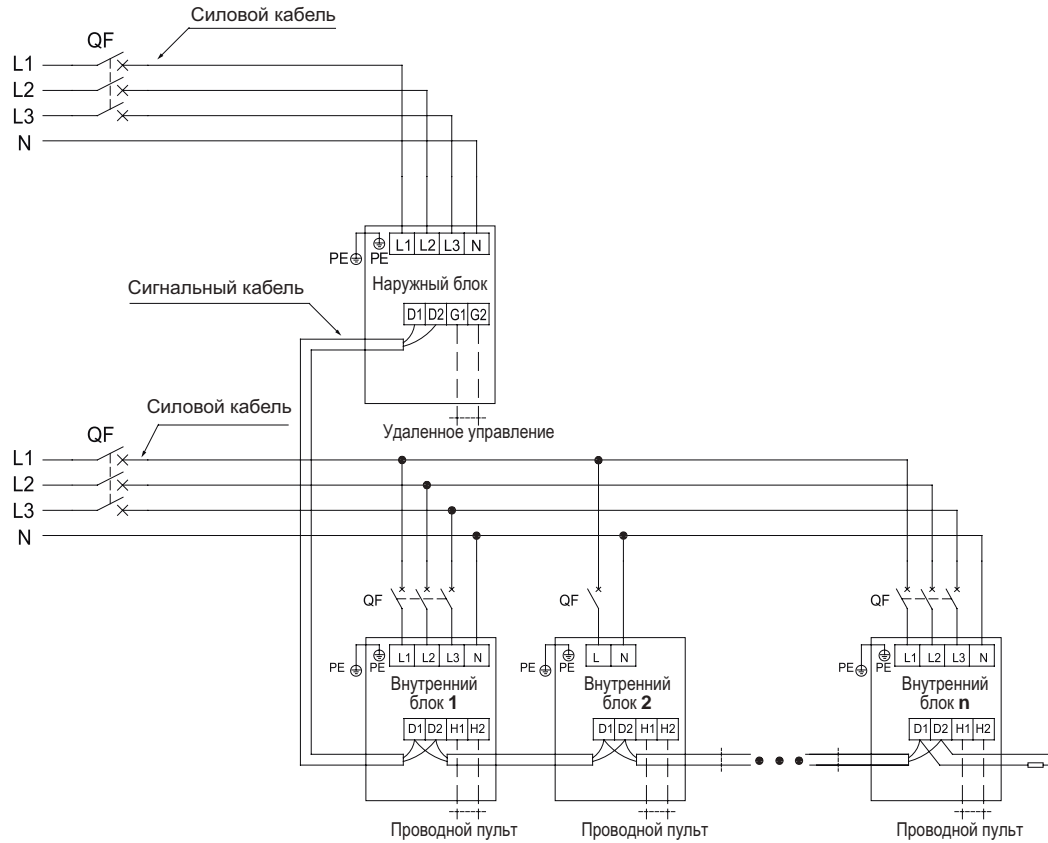 Силовой кабель
QF
L1
L2
L3
N
L1 L2 L3 N
PE PE
Наружный блок
Сигнальный кабель
D1 D2 G1 G2
Удаленное управление
Силовой кабель
QF
L1
L2
L3
N
QF QF QF
L1 L2 L3 N L N L1 L2 L3 N
PE PE PE PE PE PE
Внутренний Внутренний Внутренний
блок 1 блок 2 блок n
D1 D2 H1 H2 D1 D2 H1 H2 D1 D2 H1 H2
Проводной пульт Проводной пульт Проводной пульт